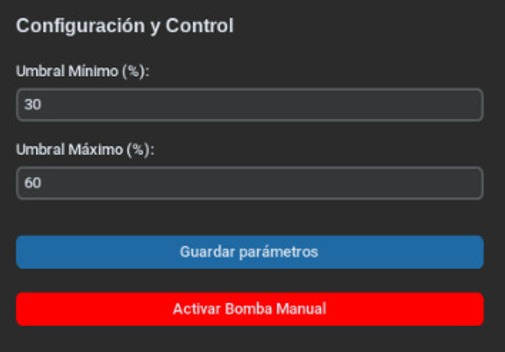 Configuración y Control
Umbral Mínimo (%):
30
Umbral Máximo (%):
60
Guardar parámetros
Activar Bomba Manual